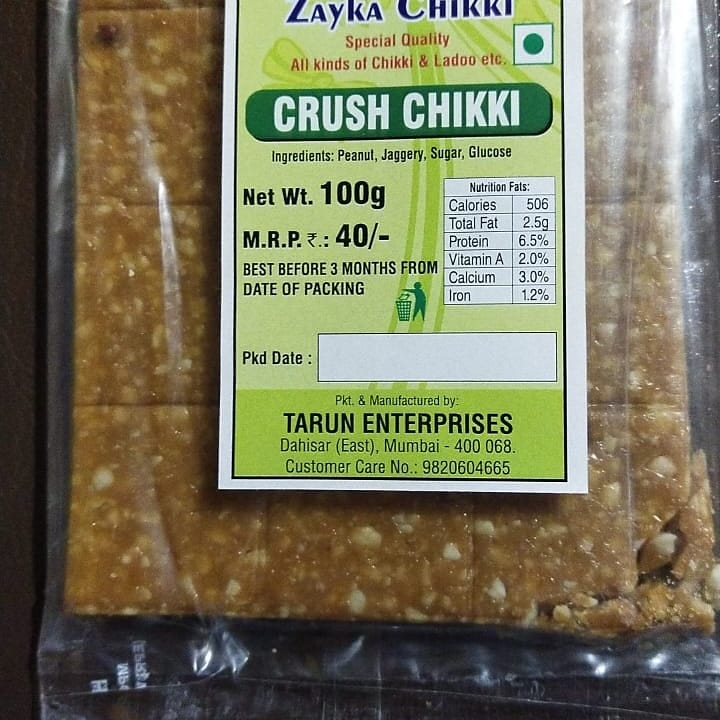 Zayka Chikki
Special Quality
All kinds of Chikki & Ladoo etc.
CRUSH CHIKKI
Ingredients: Peanut, Jaggery, Sugar, Glucose
Net Wt. 100g
M.R.P. ₹.: 40/-
BEST BEFORE 3 MONTHS FROM
DATE OF PACKING
Nutrition Fats:
Calories 506
Total Fat 2.5g
Protein 6.5%
Vitamin A 2.0%
Calcium 3.0%
Iron 1.2%
Pkd Date :
Pkt. & Manufactured by:
TARUN ENTERPRISES
Dahisar (East), Mumbai - 400 068.
Customer Care No.: 9820604665